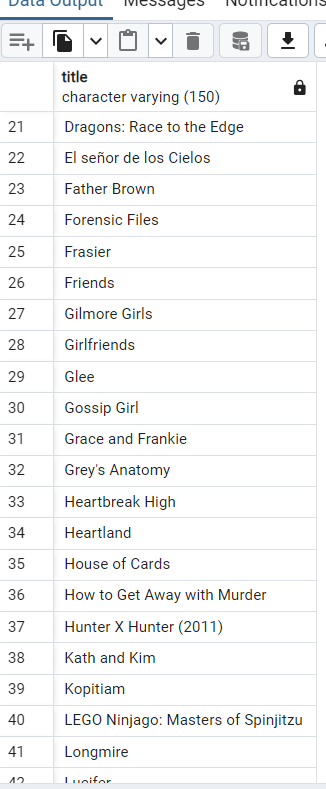 Data Output Messages Notifications
title
character varying (150)
21 Dragons: Race to the Edge
22 El señor de los Cielos
23 Father Brown
24 Forensic Files
25 Frasier
26 Friends
27 Gilmore Girls
28 Girlfriends
29 Glee
30 Gossip Girl
31 Grace and Frankie
32 Grey's Anatomy
33 Heartbreak High
34 Heartland
35 House of Cards
36 How to Get Away with Murder
37 Hunter X Hunter (2011)
38 Kath and Kim
39 Kopitiam
40 LEGO Ninjago: Masters of Spinjitzu
41 Longmire
42 Lucifer